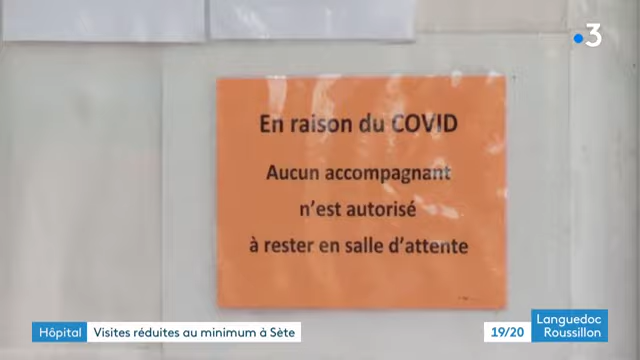 .3
En raison du COVID
Aucun accompagnant
n'est autorisé
à rester en salle d'attente
Hôpital Visites réduites au minimum à Sète
19/20 Languedoc
Roussillon